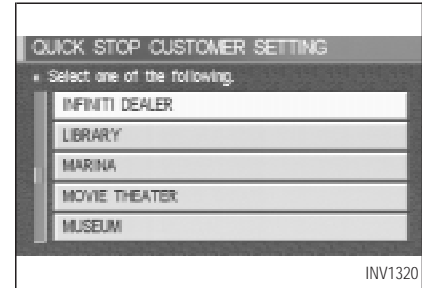 QUICK STOP CUSTOMER SETTING
Select one of the following.
INFINITI DEALER
LIBRARY
MARINA
MOVIE THEATER
MUSEUM
INV1320